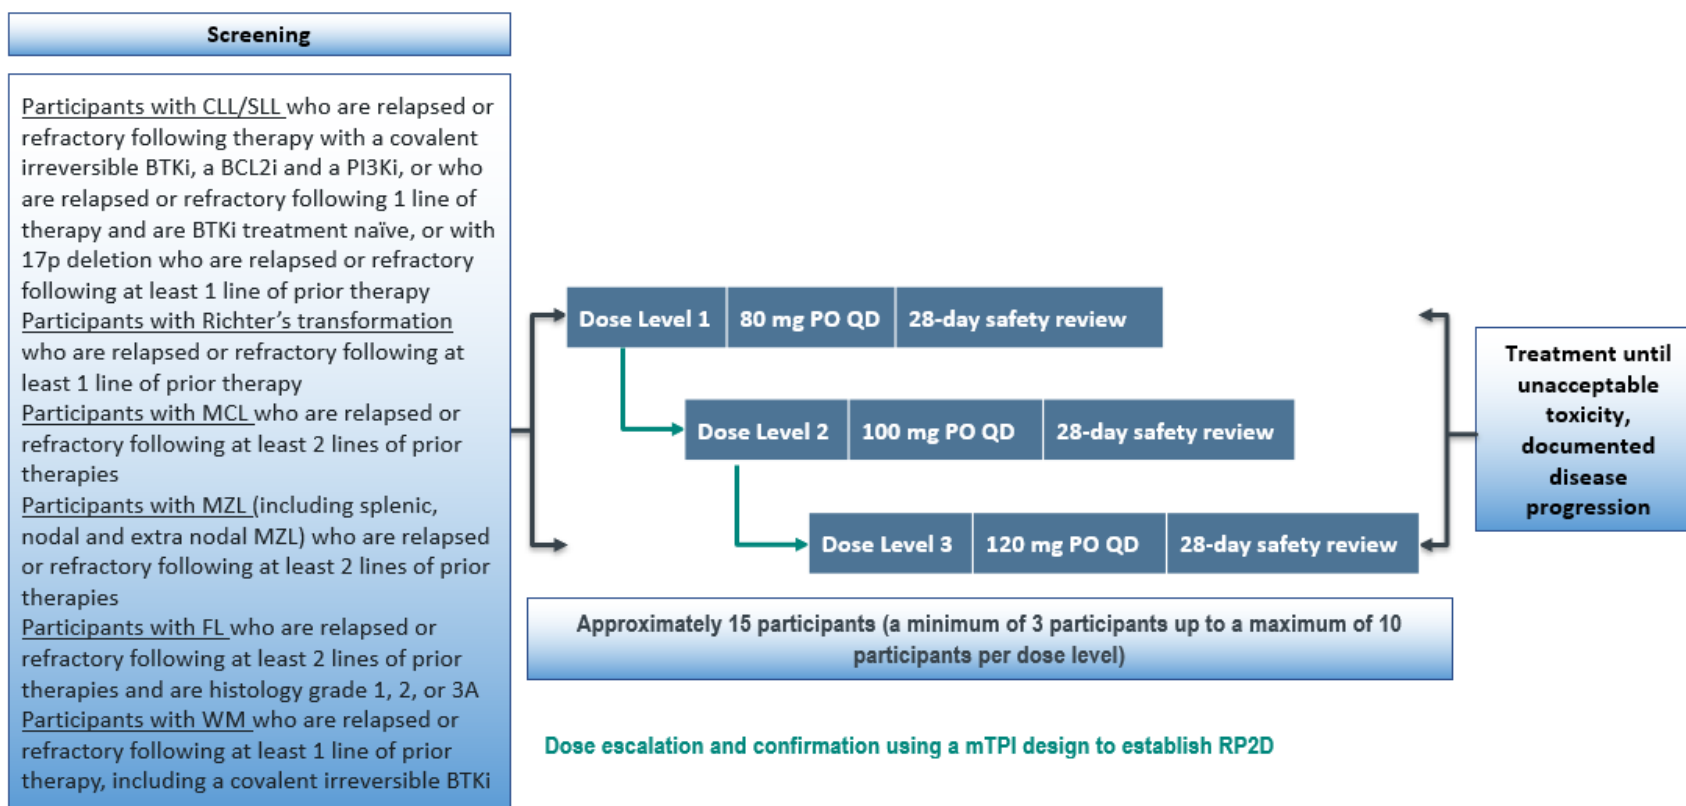 Screening
Participants with CLL/SLL who are relapsed or
refractory following therapy with a covalent
irreversible BTKi, a BCL2i and a PI3Ki, or who
are relapsed or refractory following 1 line of
therapy and are BTKi treatment naïve, or with
17p deletion who are relapsed or refractory
following at least 1 line of prior therapy
Participants with Richter’s transformation
who are relapsed or refractory following at
least 1 line of prior therapy
Participants with MCL who are relapsed or
refractory following at least 2 lines of prior
therapies
Participants with MZL (including splenic,
nodal and extra nodal MZL) who are relapsed
or refractory following at least 2 lines of prior
therapies
Participants with FL who are relapsed or
refractory following at least 2 lines of prior
therapies and are histology grade 1, 2, or 3A
Participants with WM who are relapsed or
refractory following at least 1 line of prior
therapy, including a covalent irreversible BTKi
Dose Level 1 80 mg PO QD 28-day safety review
Dose Level 2 100 mg PO QD 28-day safety review
Dose Level 3 120 mg PO QD 28-day safety review
Approximately 15 participants (a minimum of 3 participants up to a maximum of 10
participants per dose level)
Dose escalation and confirmation using a mTPI design to establish RP2D
Treatment until
unacceptable
toxicity,
documented
disease
progression